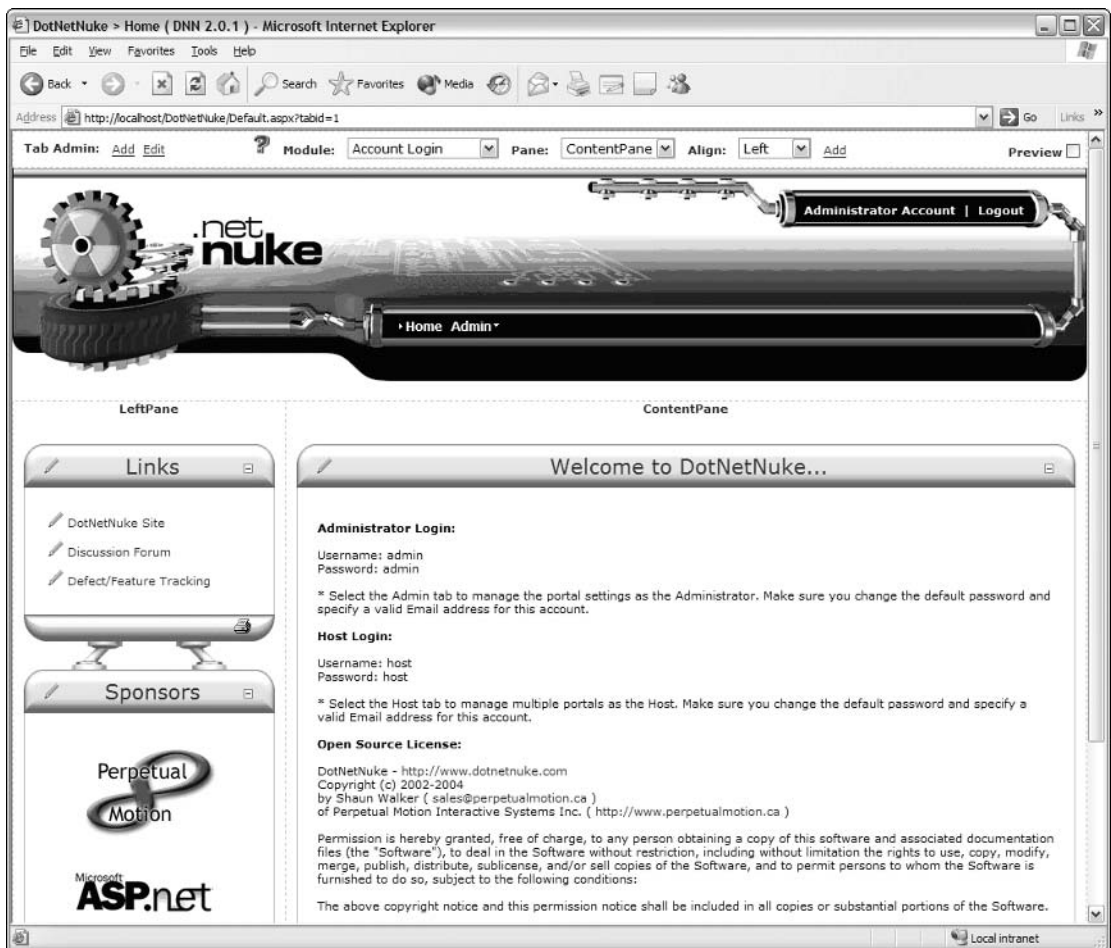 DotNetNuke > Home ( DNN 2.0.1 ) - Microsoft Internet Explorer
File Edit View Favorites Tools Help
Back Search Favorites Media
Address http://localhost/DotNetNuke/Default.aspx?tabid=1 Go Links »
Tab Admin: Add Edit ? Module: Account Login Pane: ContentPane Align: Left Add Preview
Administrator Account | Logout
.net
nuke
Home Admin
LeftPane
ContentPane
Links
DotNetNuke Site
Discussion Forum
Defect/Feature Tracking
Sponsors
Perpetual
Motion
Microsoft
ASP.net
Welcome to DotNetNuke...
Administrator Login:
Username: admin
Password: admin
* Select the Admin tab to manage the portal settings as the Administrator. Make sure you change the default password and
specify a valid Email address for this account.
Host Login:
Username: host
Password: host
* Select the Host tab to manage multiple portals as the Host. Make sure you change the default password and specify a
valid Email address for this account.
Open Source License:
DotNetNuke - http://www.dotnetnuke.com
Copyright (c) 2002-2004
by Shaun Walker ( sales@perpetualmotion.ca )
of Perpetual Motion Interactive Systems Inc. ( http://www.perpetualmotion.ca )
Permission is hereby granted, free of charge, to any person obtaining a copy of this software and associated documentation
files (the "Software"), to deal in the Software without restriction, including without limitation the rights to use, copy, modify,
merge, publish, distribute, sublicense, and/or sell copies of the Software, and to permit persons to whom the Software is
furnished to do so, subject to the following conditions:
The above copyright notice and this permission notice shall be included in all copies or substantial portions of the Software.
Local intranet